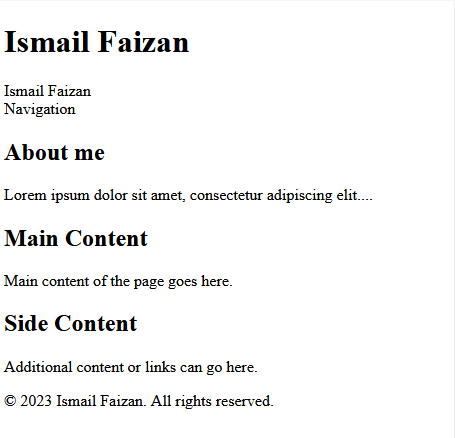 Ismail Faizan
Ismail Faizan
Navigation
About me
Lorem ipsum dolor sit amet, consectetur adipiscing elit....
Main Content
Main content of the page goes here.
Side Content
Additional content or links can go here.
© 2023 Ismail Faizan. All rights reserved.